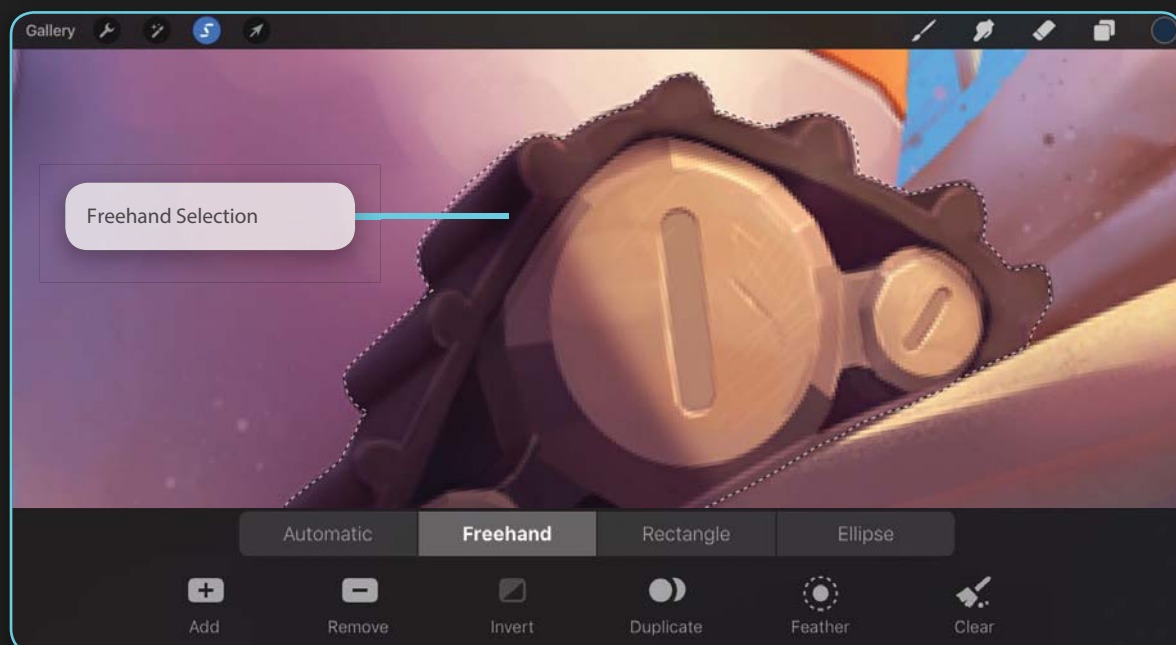 Gallery
Freehand Selection
Automatic Freehand Rectangle Ellipse
Add Remove Invert Duplicate Feather Clear